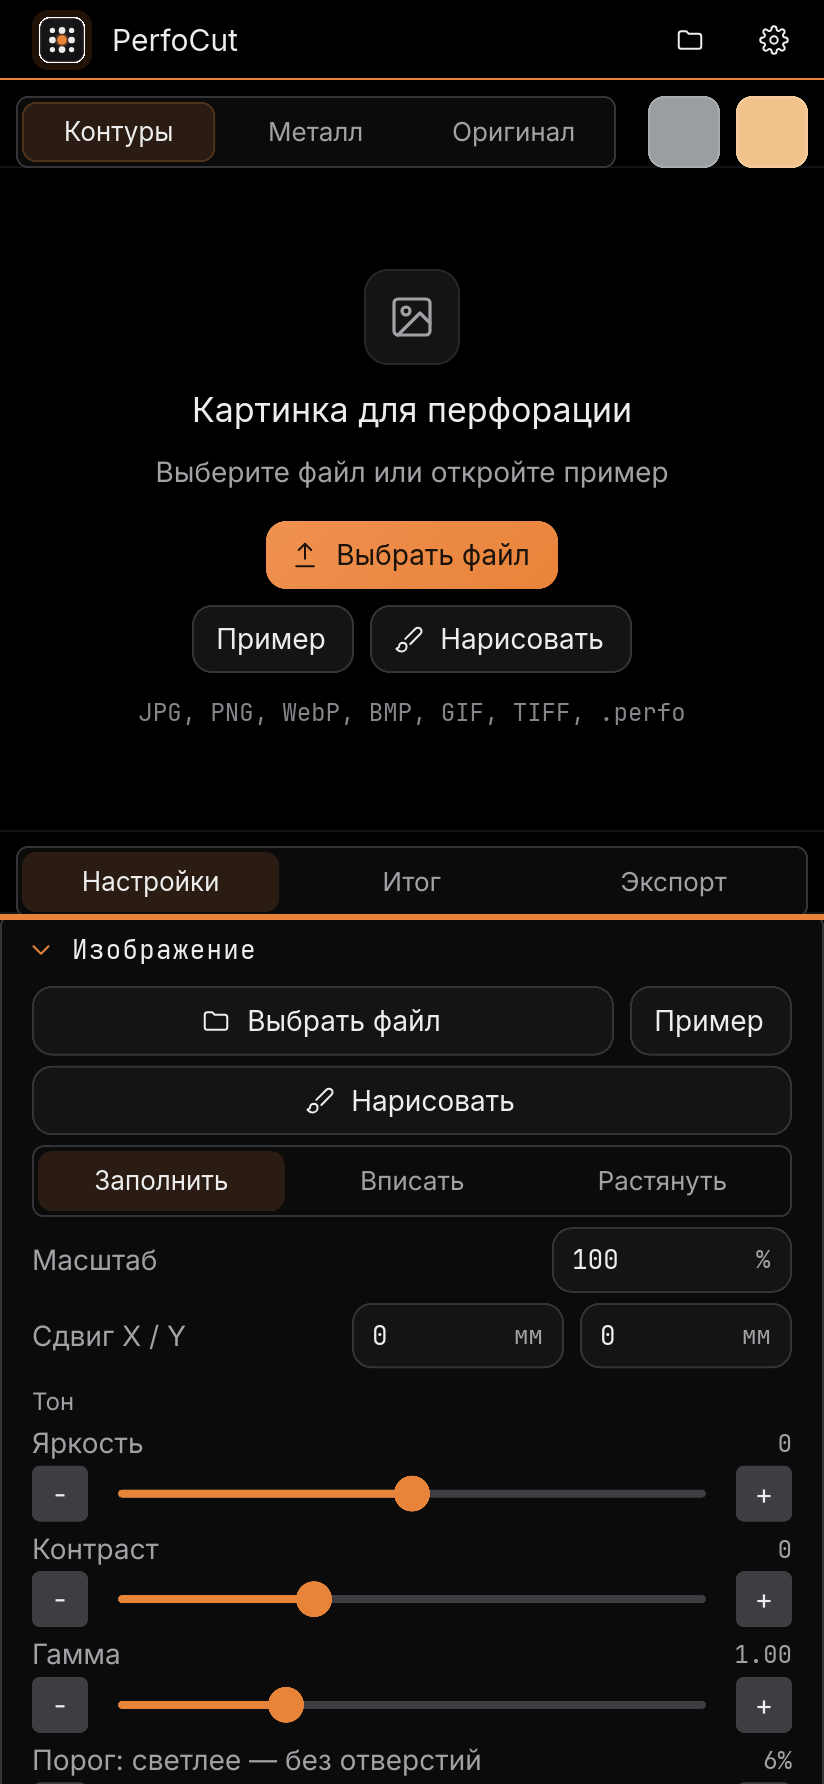 PerfoCut
Контуры Металл Оригинал
Картинка для перфорации
Выберите файл или откройте пример
Выбрать файл
Пример Нарисовать
JPG, PNG, WebP, BMP, GIF, TIFF, .perfo
Настройки Итог Экспорт
Изображение
Выбрать файл Пример
Нарисовать
Заполнить Вписать Растянуть
Масштаб 100 %
Сдвиг X / Y 0 мм 0 мм
Тон
Яркость 0
- +
Контраст 0
- +
Гамма 1.00
- +
Порог: светлее — без отверстий 6%